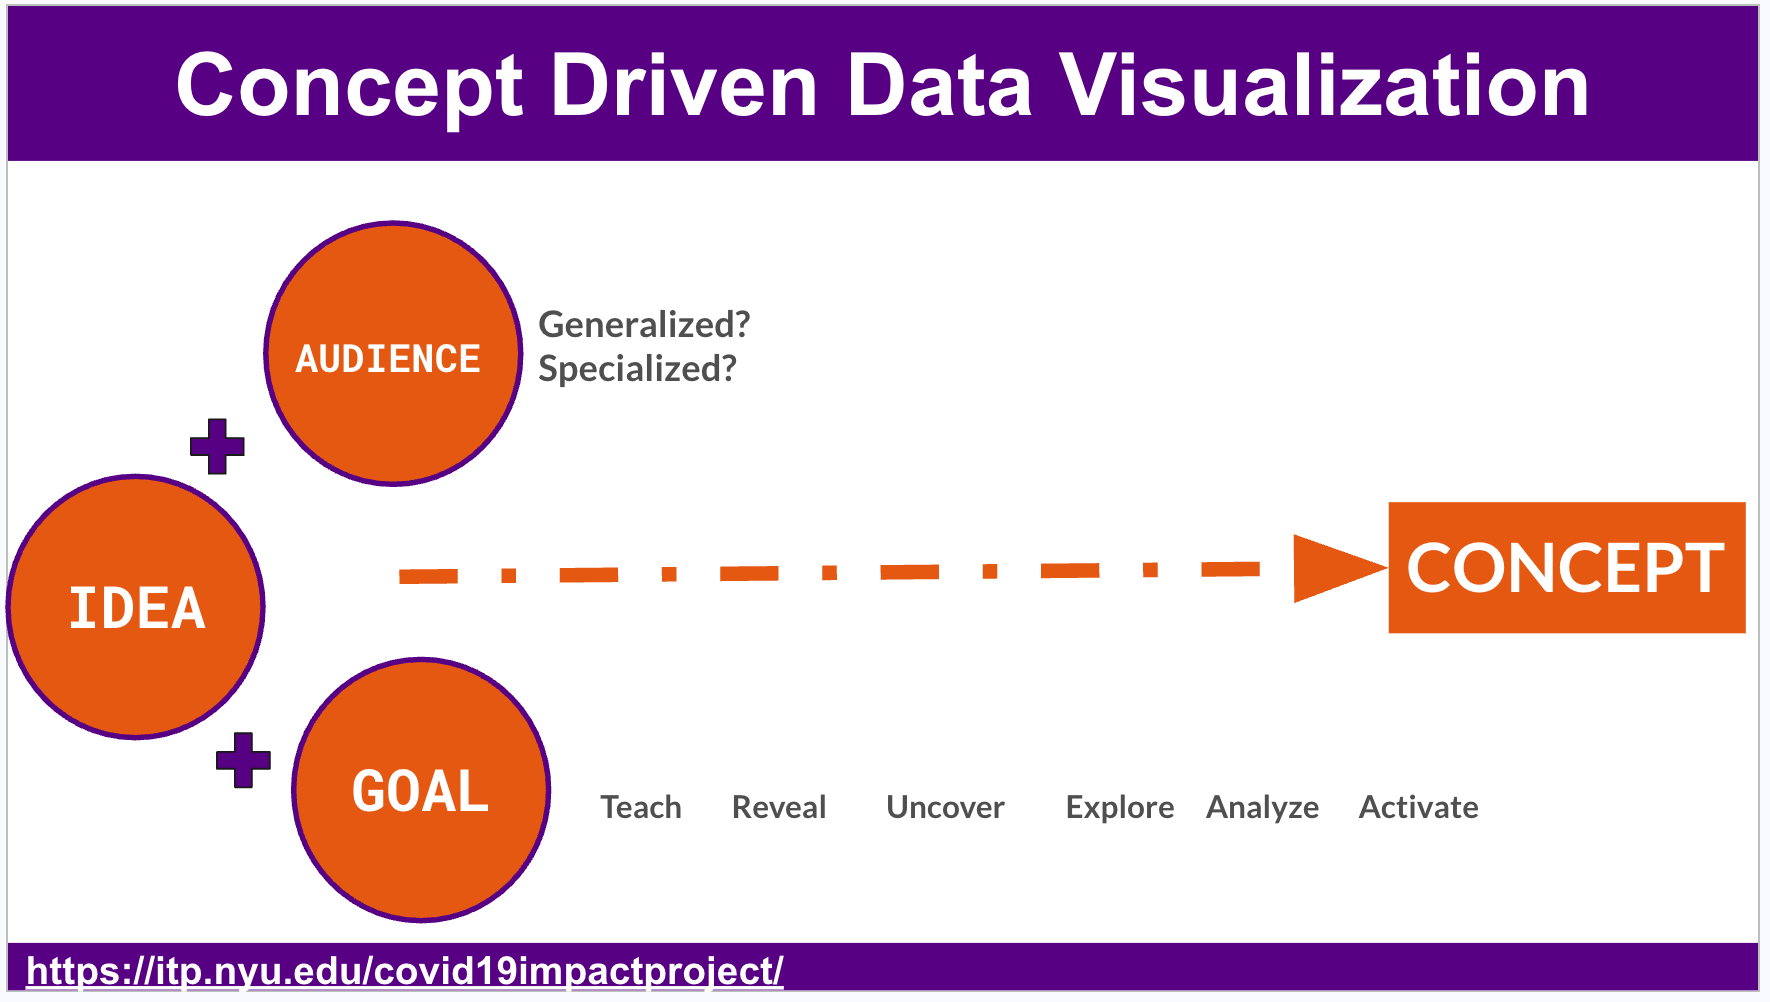 Concept Driven Data Visualization
AUDIENCE
Generalized?
Specialized?
IDEA
CONCEPT
GOAL
Teach Reveal Uncover Explore Analyze Activate
https://itp.nyu.edu/covid19impactproject/